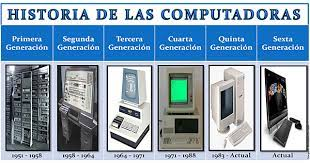 HISTORIA DE LAS COMPUTADORAS
Primera Generación
Segunda Generación
Tercera Generación
Cuarta Generación
Quinta Generación
Sexta Generación
1951 - 1958
1958 - 1964
1964 - 1971
1971 - 1988
1983 - Actual
Actual